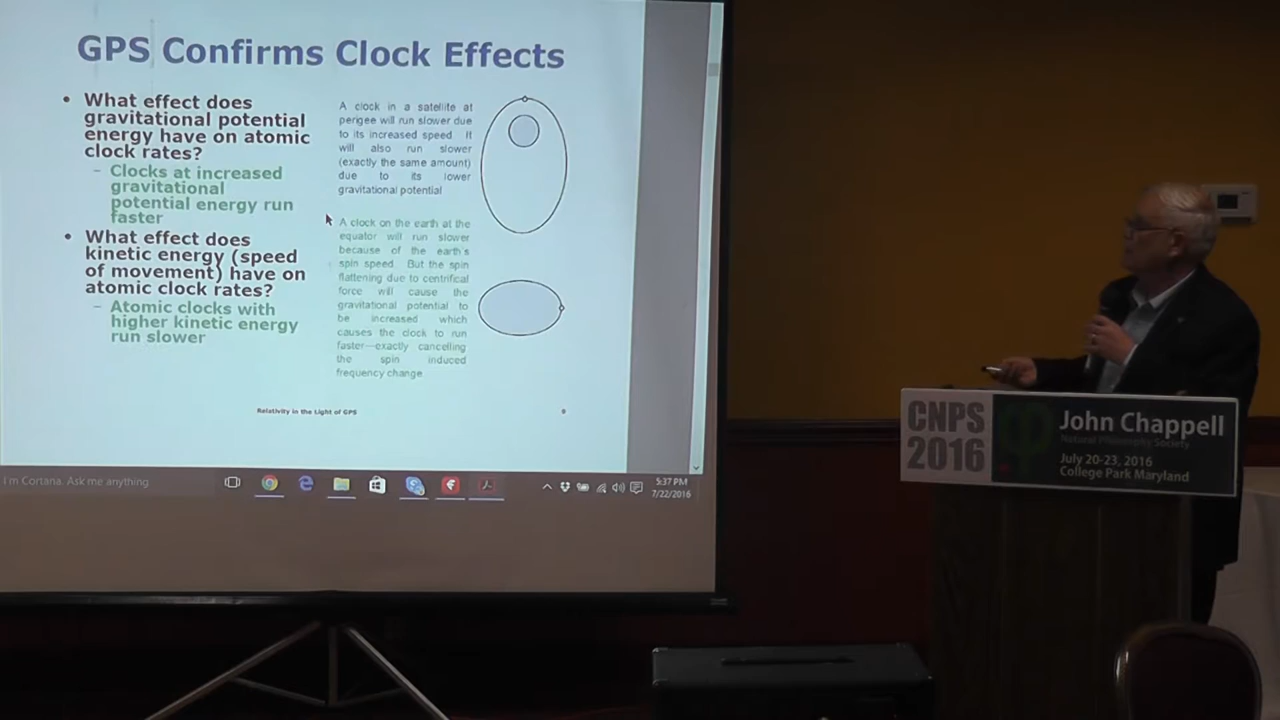 GPS Confirms Clock Effects
• What effect does
gravitational potential
energy have on atomic
clock rates?
– Clocks at increased
gravitational
potential energy run
faster
• What effect does
kinetic energy (speed
of movement) have on
atomic clock rates?
– Atomic clocks with
higher kinetic energy
run slower
A clock in a satellite at
perigee will run slower due
to its increased speed. It
will also run slower
(exactly the same amount)
due to its lower
gravitational potential
A clock on the earth at the
equator will run slower
because of the earth's
spin speed. But the spin
flattening due to centrifical
force will cause the
gravitational potential to
be increased which
causes the clock to run
faster—exactly cancelling
the spin induced
frequency change
Relativity in the Light of GPS
9
I'm Cortana. Ask me anything
5:37 PM
7/22/2016
CNPS
2016
John Chappell
Natural Philosophy Society
July 20-23, 2016
College Park Maryland